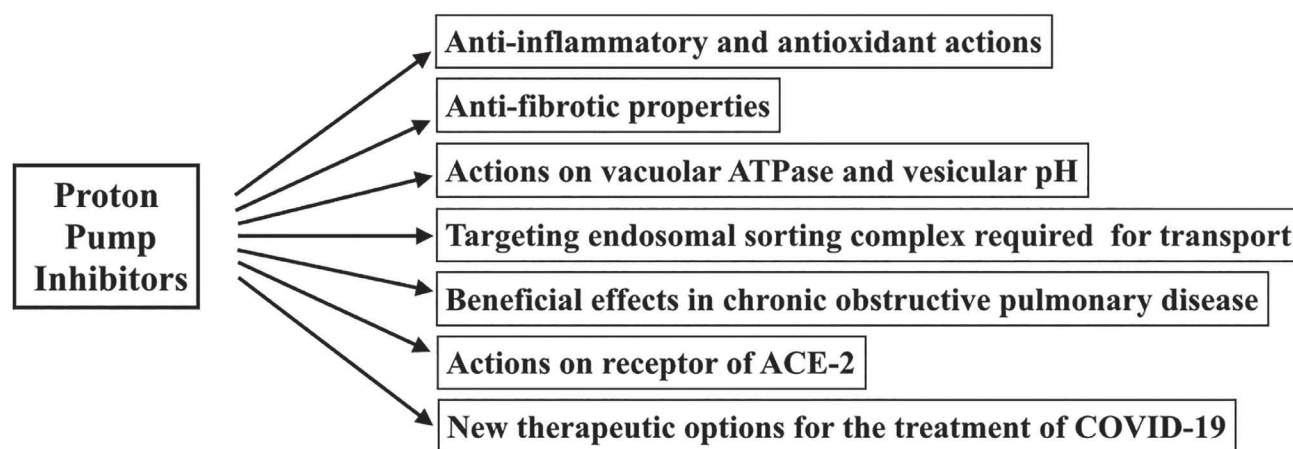 Proton
Pump
Inhibitors
Anti-inflammatory and antioxidant actions
Anti-fibrotic properties
Actions on vacuolar ATPase and vesicular pH
Targeting endosomal sorting complex required for transport
Beneficial effects in chronic obstructive pulmonary disease
Actions on receptor of ACE-2
New therapeutic options for the treatment of COVID-19